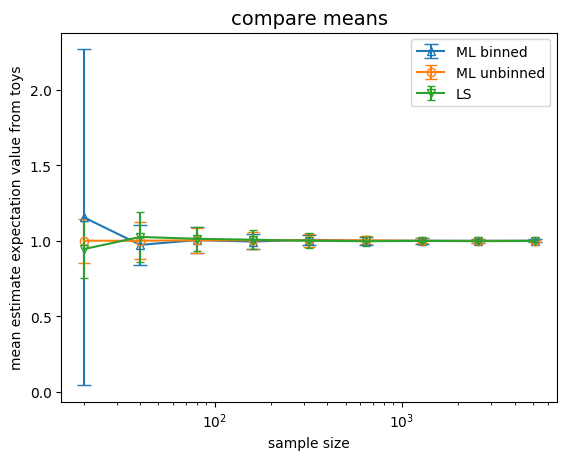 compare means
mean estimate expectation value from toys
2.0
1.5
1.0
0.5
0.0
ML binned
ML unbinned
LS
10²
10³
sample size